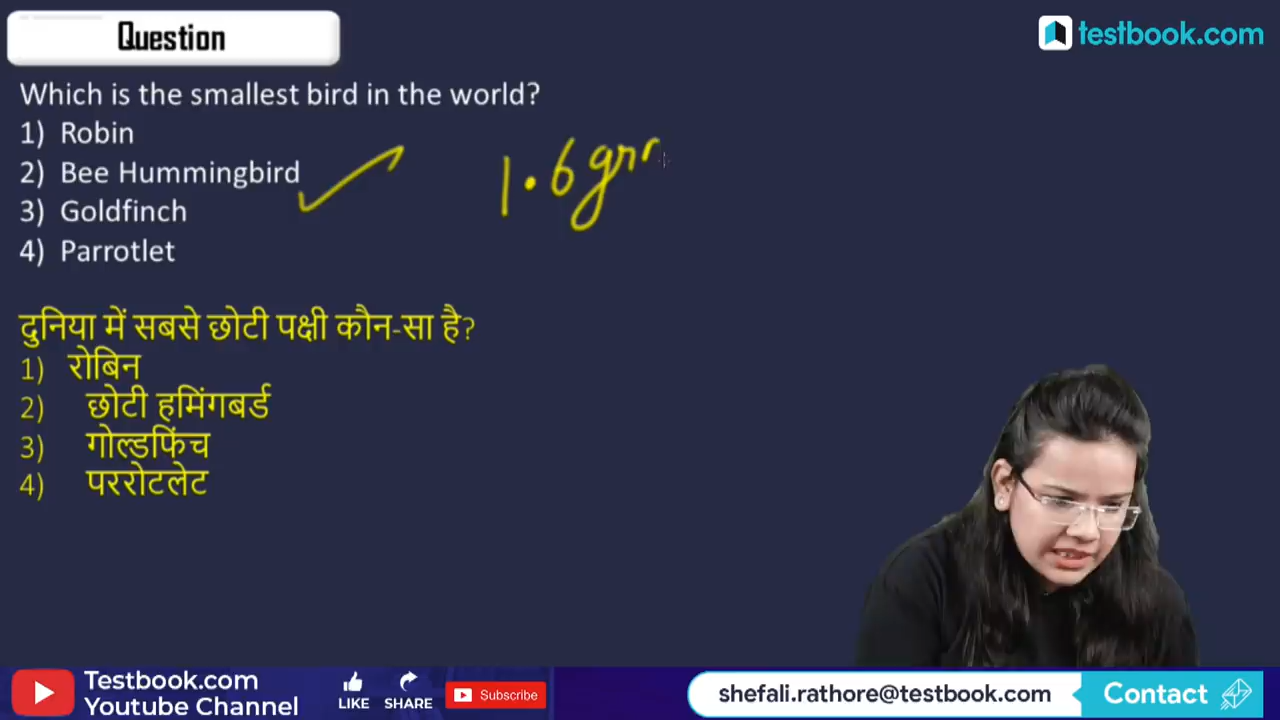 Question
testbook.com
Which is the smallest bird in the world?
1) Robin
2) Bee Hummingbird
3) Goldfinch
4) Parrotlet
1.6 gm
दुनिया में सबसे छोटी पक्षी कौन-सा है?
1) रोबिन
2) छोटी हमिंगबर्ड
3) गोल्डफिंच
4) पररोटलेट
Testbook.com
YouTube Channel
LIKE
SHARE
Subscribe
shefali.rathore@testbook.com
Contact